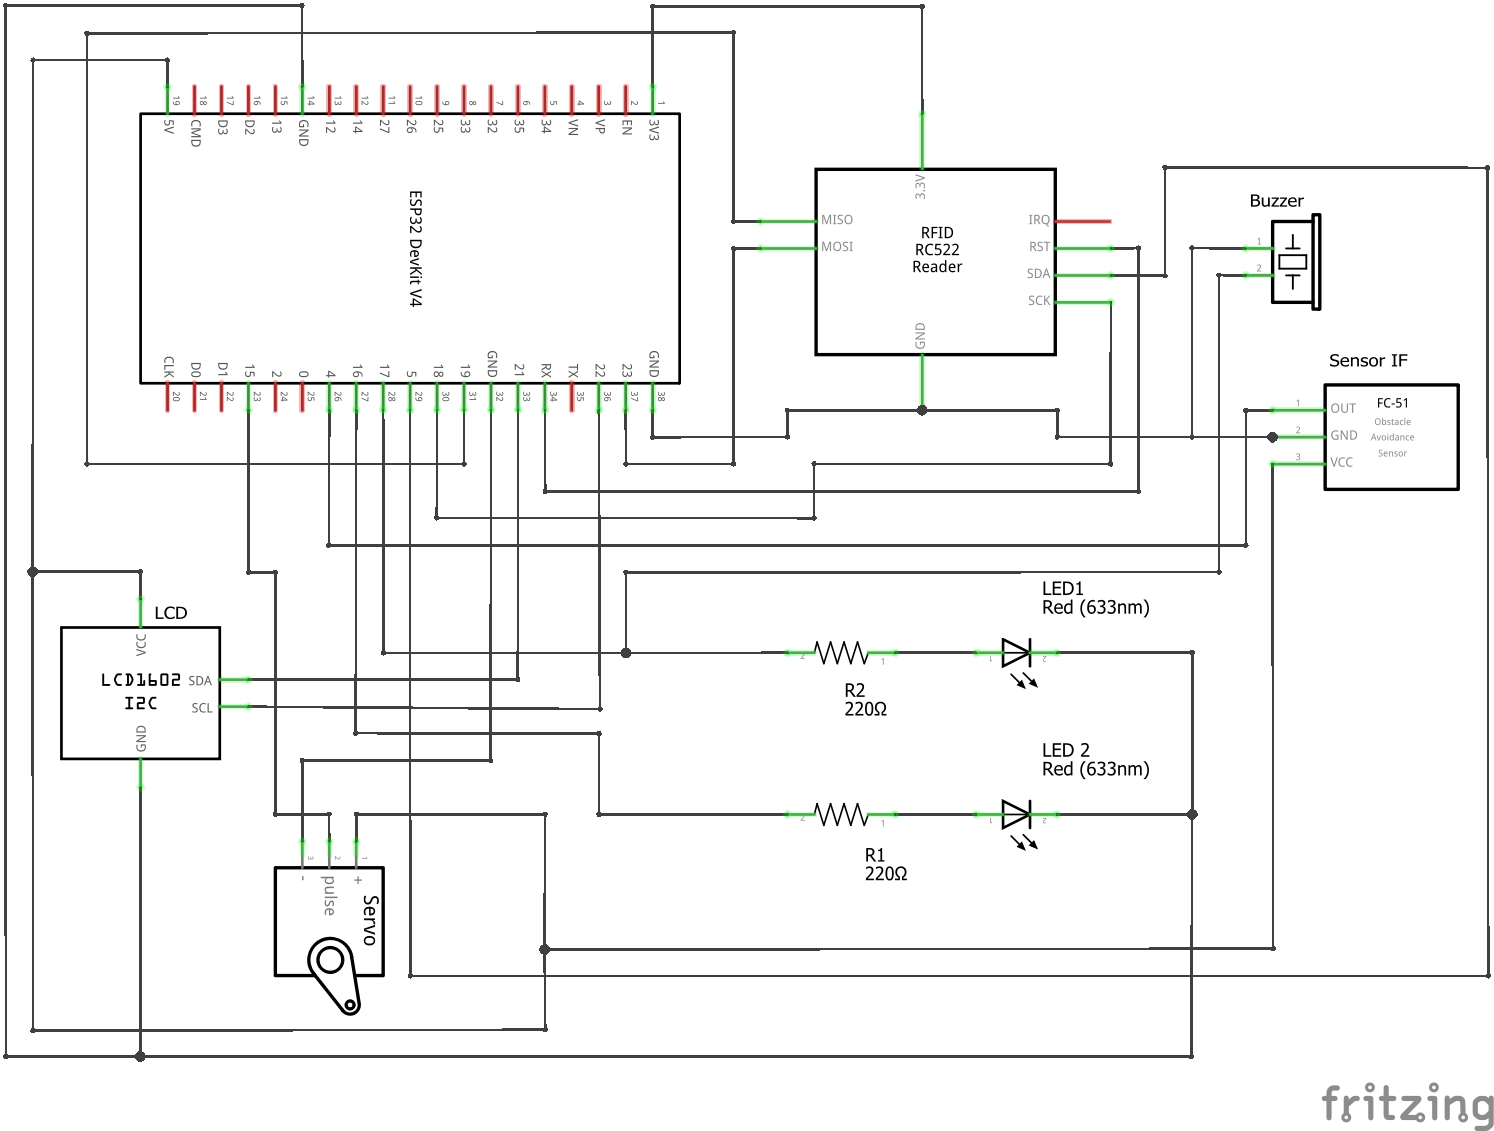 19 18 17 16 15 14 13 12 11 10 9 8 7 6 5 4 3 2 1
5V CMD D3 D2 13 GND 12 14 27 26 25 33 32 35 34 VN VP EN 3V3
ESP32 DevKit V4
CLK D0 D1 15 2 0 4 16 17 5 18 19 GND 21 RX TX 22 23 GND
20 21 22 23 24 25 26 27 28 29 30 31 32 33 34 35 36 37 38
3.3V
MISO
MOSI
RFID
RC522
Reader
IRQ
RST
SDA
SCK
GND
Buzzer
1
2
Sensor IF
1 OUT
2 GND
3 VCC
FC-51
Obstacle
Avoidance
Sensor
LCD
VCC
LCD1602
I2C
SDA
SCL
GND
LED1
Red (633nm)
2 1 1 2
R2
220Ω
LED 2
Red (633nm)
2 1 1 2
R1
220Ω
3 2 1
- pulse +
Servo
fritzing